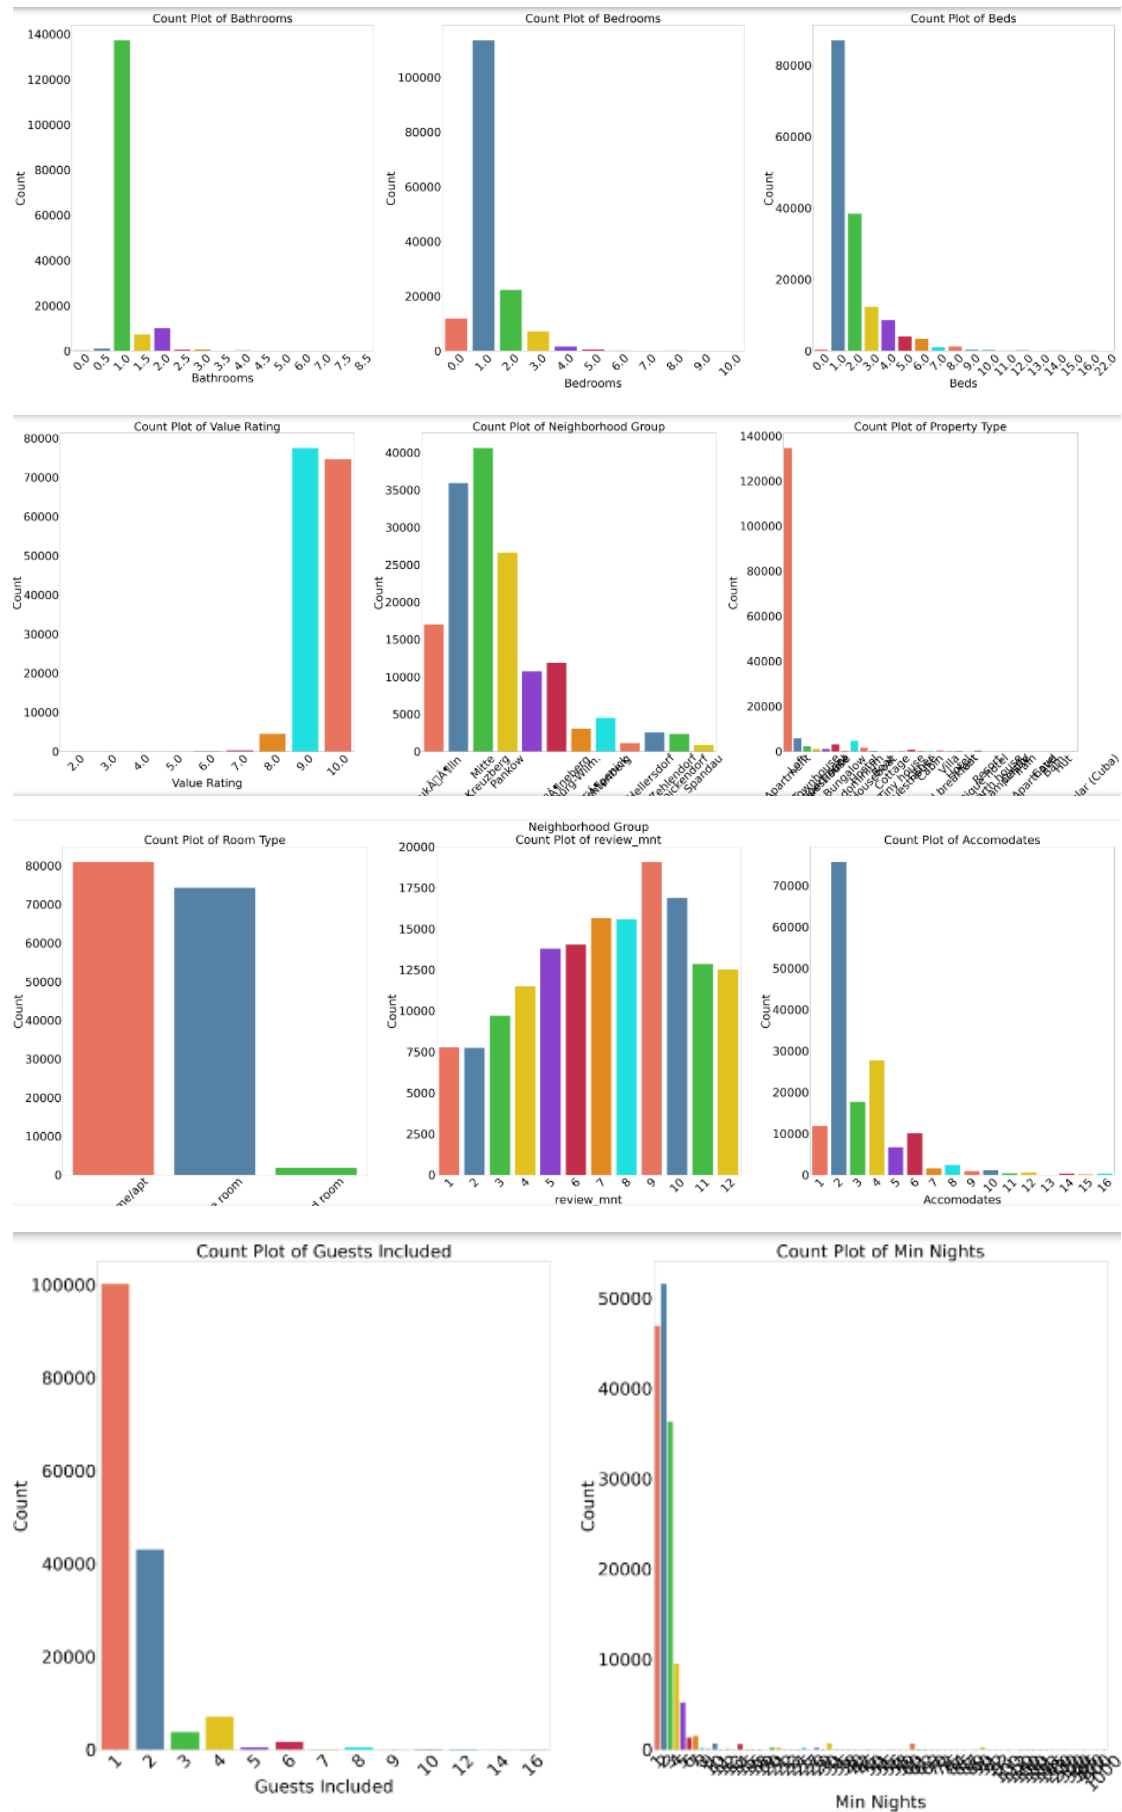 Count Plot of Bathrooms
Count
140000
120000
100000
80000
60000
40000
20000
0
0.0 0.5 1.0 1.5 2.0 2.5 3.0 3.5 4.0 4.5 5.0 6.0 7.0 7.5 8.5
Bathrooms
Count Plot of Bedrooms
Count
100000
80000
60000
40000
20000
0
0.0 1.0 2.0 3.0 4.0 5.0 6.0 7.0 8.0 9.0 10.0
Bedrooms
Count Plot of Beds
Count
80000
60000
40000
20000
0
0.0 1.0 2.0 3.0 4.0 5.0 6.0 7.0 8.0 9.0 10.0 11.0 12.0 13.0 14.0 15.0 16.0 22.0
Beds
Count Plot of Value Rating
Count
80000
70000
60000
50000
40000
30000
20000
10000
0
2.0 3.0 4.0 5.0 6.0 7.0 8.0 9.0 10.0
Value Rating
Count Plot of Neighborhood Group
Count
40000
35000
30000
25000
20000
15000
10000
5000
0
Mitte
Kreuzberg
Pankow
Hellersdorf
Zehlendorf
Spandau
Count Plot of Property Type
Count
140000
120000
100000
80000
60000
40000
20000
0
Apartment
Loft
Townhouse
Bungalow
Cottage
Villa
Resort
Hut
lar (Cuba)
Count Plot of Room Type
Count
80000
70000
60000
50000
40000
30000
20000
10000
0
me/apt
e room
d room
Neighborhood Group
Count Plot of review_mnt
Count
20000
17500
15000
12500
10000
7500
5000
2500
0
1 2 3 4 5 6 7 8 9 10 11 12
review_mnt
Count Plot of Accomodates
Count
70000
60000
50000
40000
30000
20000
10000
0
1 2 3 4 5 6 7 8 9 10 11 12 13 14 15 16
Accomodates
Count Plot of Guests Included
Count
100000
80000
60000
40000
20000
0
1 2 3 4 5 6 7 8 9 10 12 14 16
Guests Included
Count Plot of Min Nights
Count
50000
40000
30000
20000
10000
0
1000
Min Nights